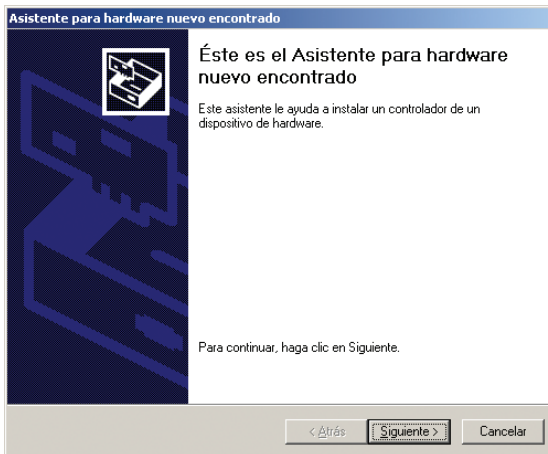 Asistente para hardware nuevo encontrado
Éste es el Asistente para hardware
nuevo encontrado
Este asistente le ayuda a instalar un controlador de un
dispositivo de hardware.
Para continuar, haga clic en Siguiente.
< Atrás
Siguiente >
Cancelar